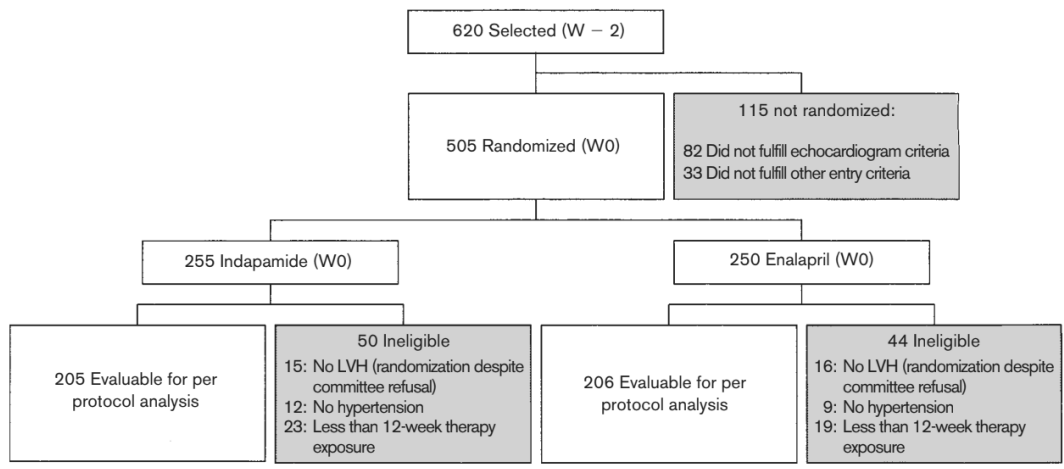 620 Selected (W − 2)
505 Randomized (W0)
115 not randomized:
82 Did not fulfill echocardiogram criteria
33 Did not fulfill other entry criteria
255 Indapamide (W0)
250 Enalapril (W0)
205 Evaluable for per
protocol analysis
50 Ineligible
15: No LVH (randomization despite
committee refusal)
12: No hypertension
23: Less than 12-week therapy
exposure
206 Evaluable for per
protocol analysis
44 Ineligible
16: No LVH (randomization despite
committee refusal)
9: No hypertension
19: Less than 12-week therapy
exposure